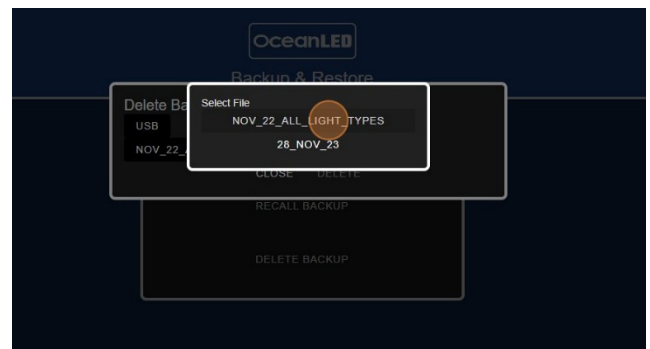 OceanLED
Backup & Restore
Delete Ba
Select File
USB
NOV_22_ALL_LIGHT_TYPES
NOV_22_
28_NOV_23
CLOSE DELETE
RECALL BACKUP
DELETE BACKUP